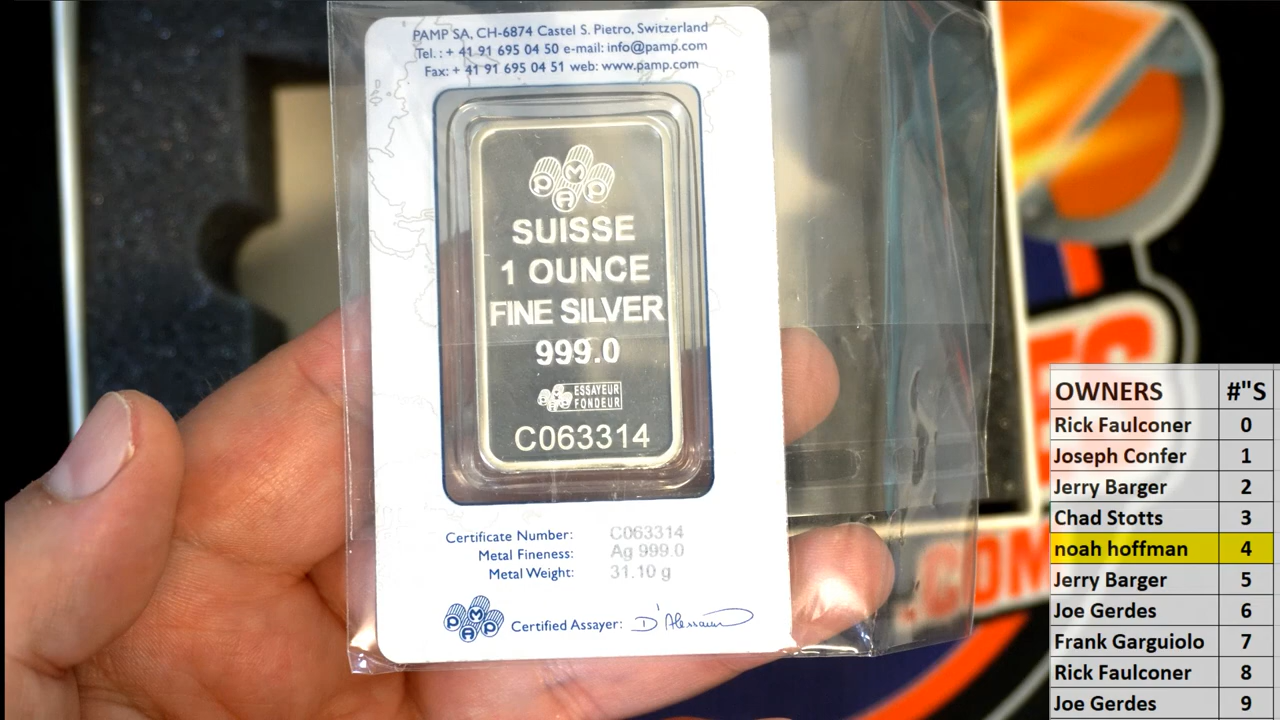 PAMP SA, CH-6874 Castel S. Pietro, Switzerland
Tel. : + 41 91 695 04 50 e-mail: info@pamp.com
Fax: + 41 91 695 04 51 web: www.pamp.com
PAMP
SUISSE
1 OUNCE
FINE SILVER
999.0
ESSAYEUR
FONDEUR
C063314
Certificate Number: C063314
Metal Fineness: Ag 999.0
Metal Weight: 31.10 g
PAMP
Certified Assayer:
.COM
OWNERS #"S
Rick Faulconer 0
Joseph Confer 1
Jerry Barger 2
Chad Stotts 3
noah hoffman 4
Jerry Barger 5
Joe Gerdes 6
Frank Garguiolo 7
Rick Faulconer 8
Joe Gerdes 9